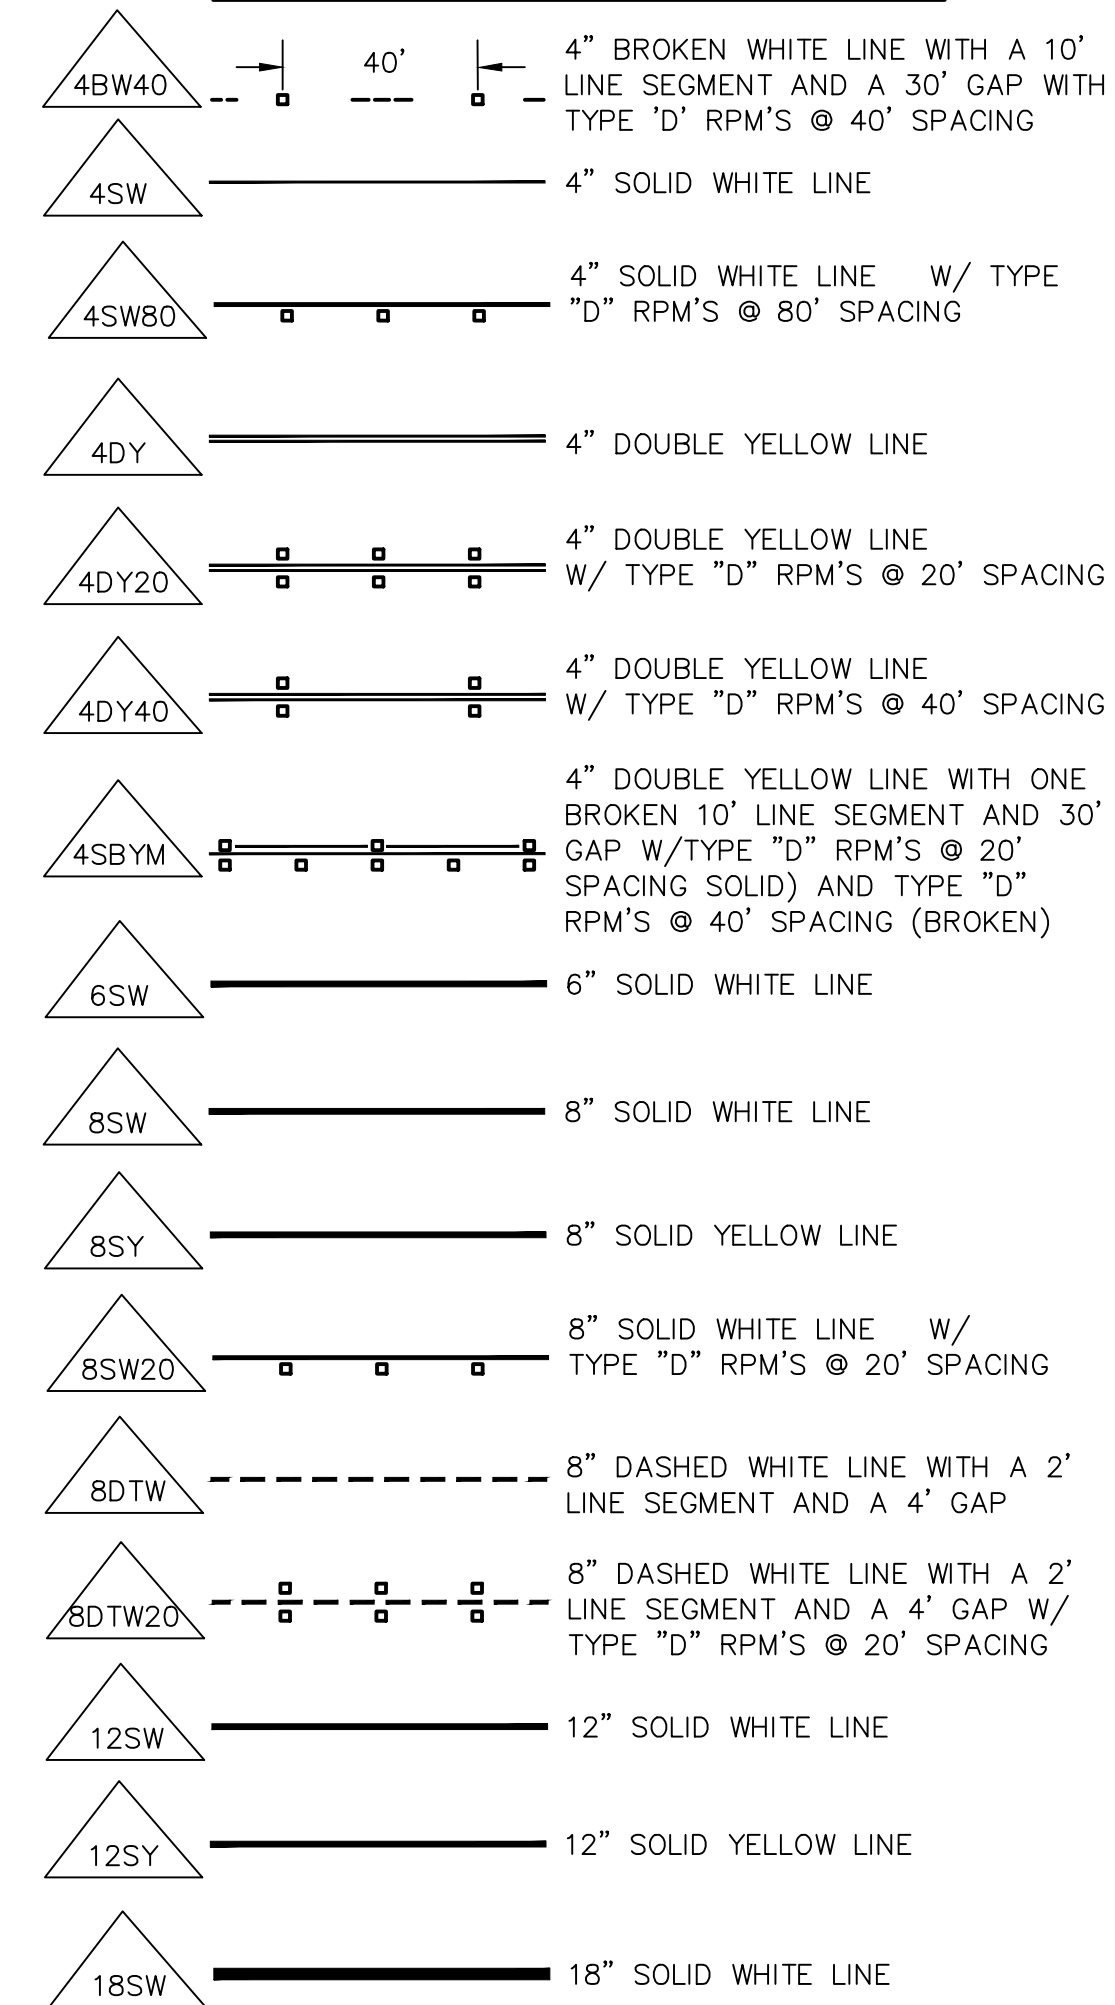 4BW40
40'
4" BROKEN WHITE LINE WITH A 10'
LINE SEGMENT AND A 30' GAP WITH
TYPE 'D' RPM'S @ 40' SPACING
4SW
4" SOLID WHITE LINE
4SW80
4" SOLID WHITE LINE W/ TYPE
"D" RPM'S @ 80' SPACING
4DY
4" DOUBLE YELLOW LINE
4DY20
4" DOUBLE YELLOW LINE
W/ TYPE "D" RPM'S @ 20' SPACING
4DY40
4" DOUBLE YELLOW LINE
W/ TYPE "D" RPM'S @ 40' SPACING
4SBYM
4" DOUBLE YELLOW LINE WITH ONE
BROKEN 10' LINE SEGMENT AND 30'
GAP W/TYPE "D" RPM'S @ 20'
SPACING SOLID) AND TYPE "D"
RPM'S @ 40' SPACING (BROKEN)
6SW
6" SOLID WHITE LINE
8SW
8" SOLID WHITE LINE
8SY
8" SOLID YELLOW LINE
8SW20
8" SOLID WHITE LINE W/
TYPE "D" RPM'S @ 20' SPACING
8DTW
8" DASHED WHITE LINE WITH A 2'
LINE SEGMENT AND A 4' GAP
8DTW20
8" DASHED WHITE LINE WITH A 2'
LINE SEGMENT AND A 4' GAP W/
TYPE "D" RPM'S @ 20' SPACING
12SW
12" SOLID WHITE LINE
12SY
12" SOLID YELLOW LINE
18SW
18" SOLID WHITE LINE